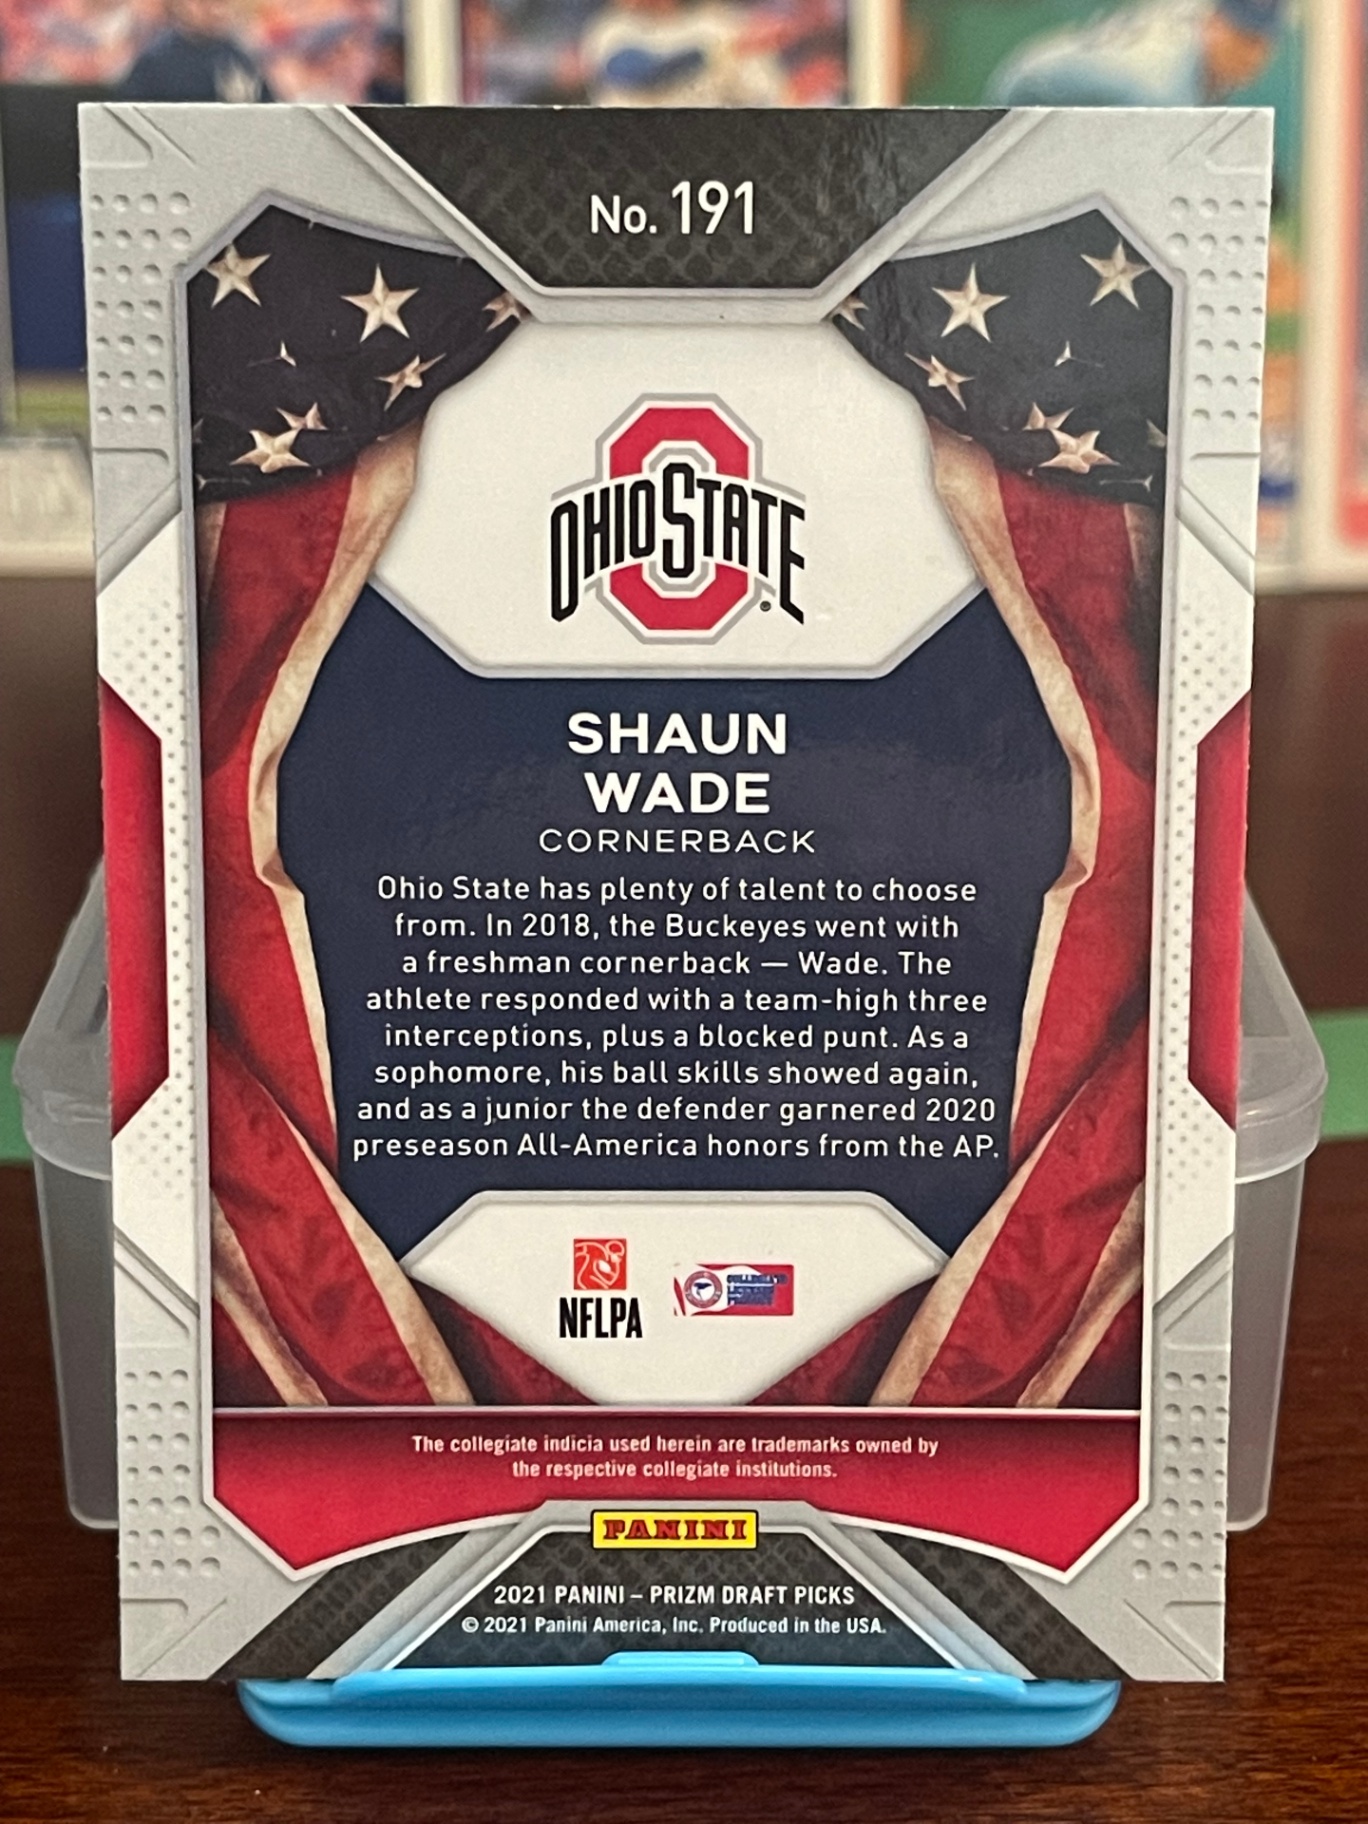 No. 191
OHIO STATE
SHAUN
WADE
CORNERBACK
Ohio State has plenty of talent to choose
from. In 2018, the Buckeyes went with
a freshman cornerback — Wade. The
athlete responded with a team-high three
interceptions, plus a blocked punt. As a
sophomore, his ball skills showed again,
and as a junior the defender garnered 2020
preseason All-America honors from the AP.
NFLPA
The collegiate indicia used herein are trademarks owned by
the respective collegiate institutions.
PANINI
2021 PANINI – PRIZM DRAFT PICKS
© 2021 Panini America, Inc. Produced in the USA.